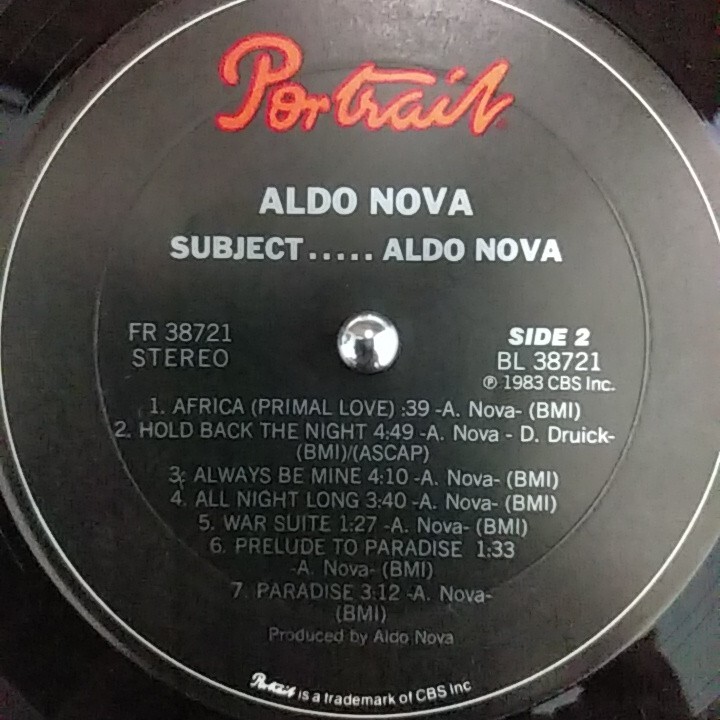 Portrait
ALDO NOVA
SUBJECT..... ALDO NOVA
FR 38721
STEREO
SIDE 2
BL 38721
℗ 1983 CBS Inc.
1. AFRICA (PRIMAL LOVE) :39 -A. Nova- (BMI)
2. HOLD BACK THE NIGHT 4:49 -A. Nova - D. Druick-
(BMI)/(ASCAP)
3. ALWAYS BE MINE 4:10 -A. Nova- (BMI)
4. ALL NIGHT LONG 3:40 -A. Nova- (BMI)
5. WAR SUITE 1:27 -A. Nova- (BMI)
6. PRELUDE TO PARADISE 1:33
-A. Nova- (BMI)
7. PARADISE 3:12 -A. Nova-
(BMI)
Produced by Aldo Nova
Portrait is a trademark of CBS Inc